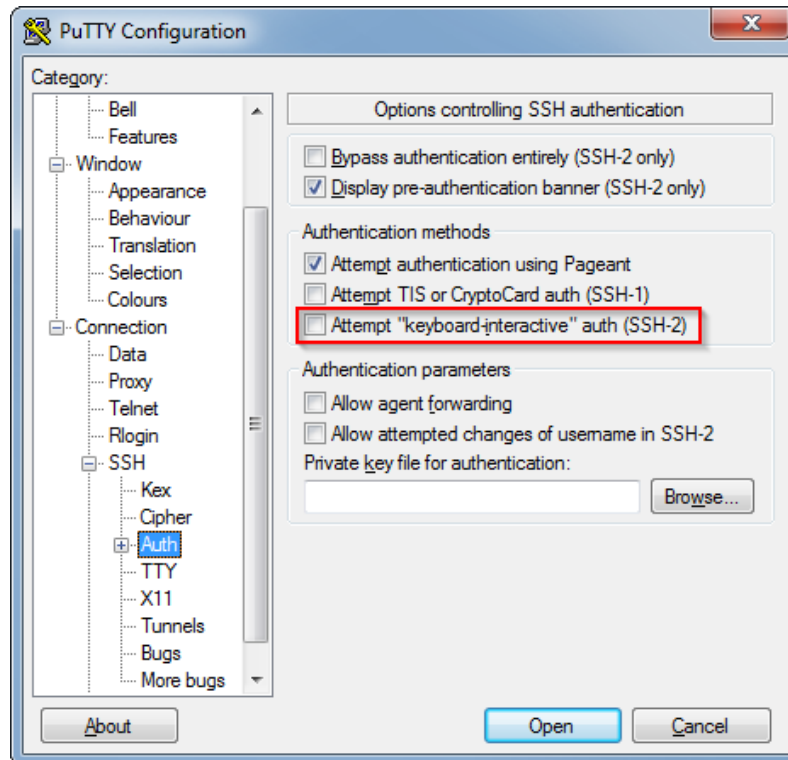 PuTTY Configuration
Category:
Bell
Features
Window
Appearance
Behaviour
Translation
Selection
Colours
Connection
Data
Proxy
Telnet
Rlogin
SSH
Kex
Cipher
Auth
TTY
X11
Tunnels
Bugs
More bugs
Options controlling SSH authentication
Bypass authentication entirely (SSH-2 only)
Display pre-authentication banner (SSH-2 only)
Authentication methods
Attempt authentication using Pageant
Attempt TIS or CryptoCard auth (SSH-1)
Attempt "keyboard-interactive" auth (SSH-2)
Authentication parameters
Allow agent forwarding
Allow attempted changes of username in SSH-2
Private key file for authentication:
Browse...
About
Open
Cancel